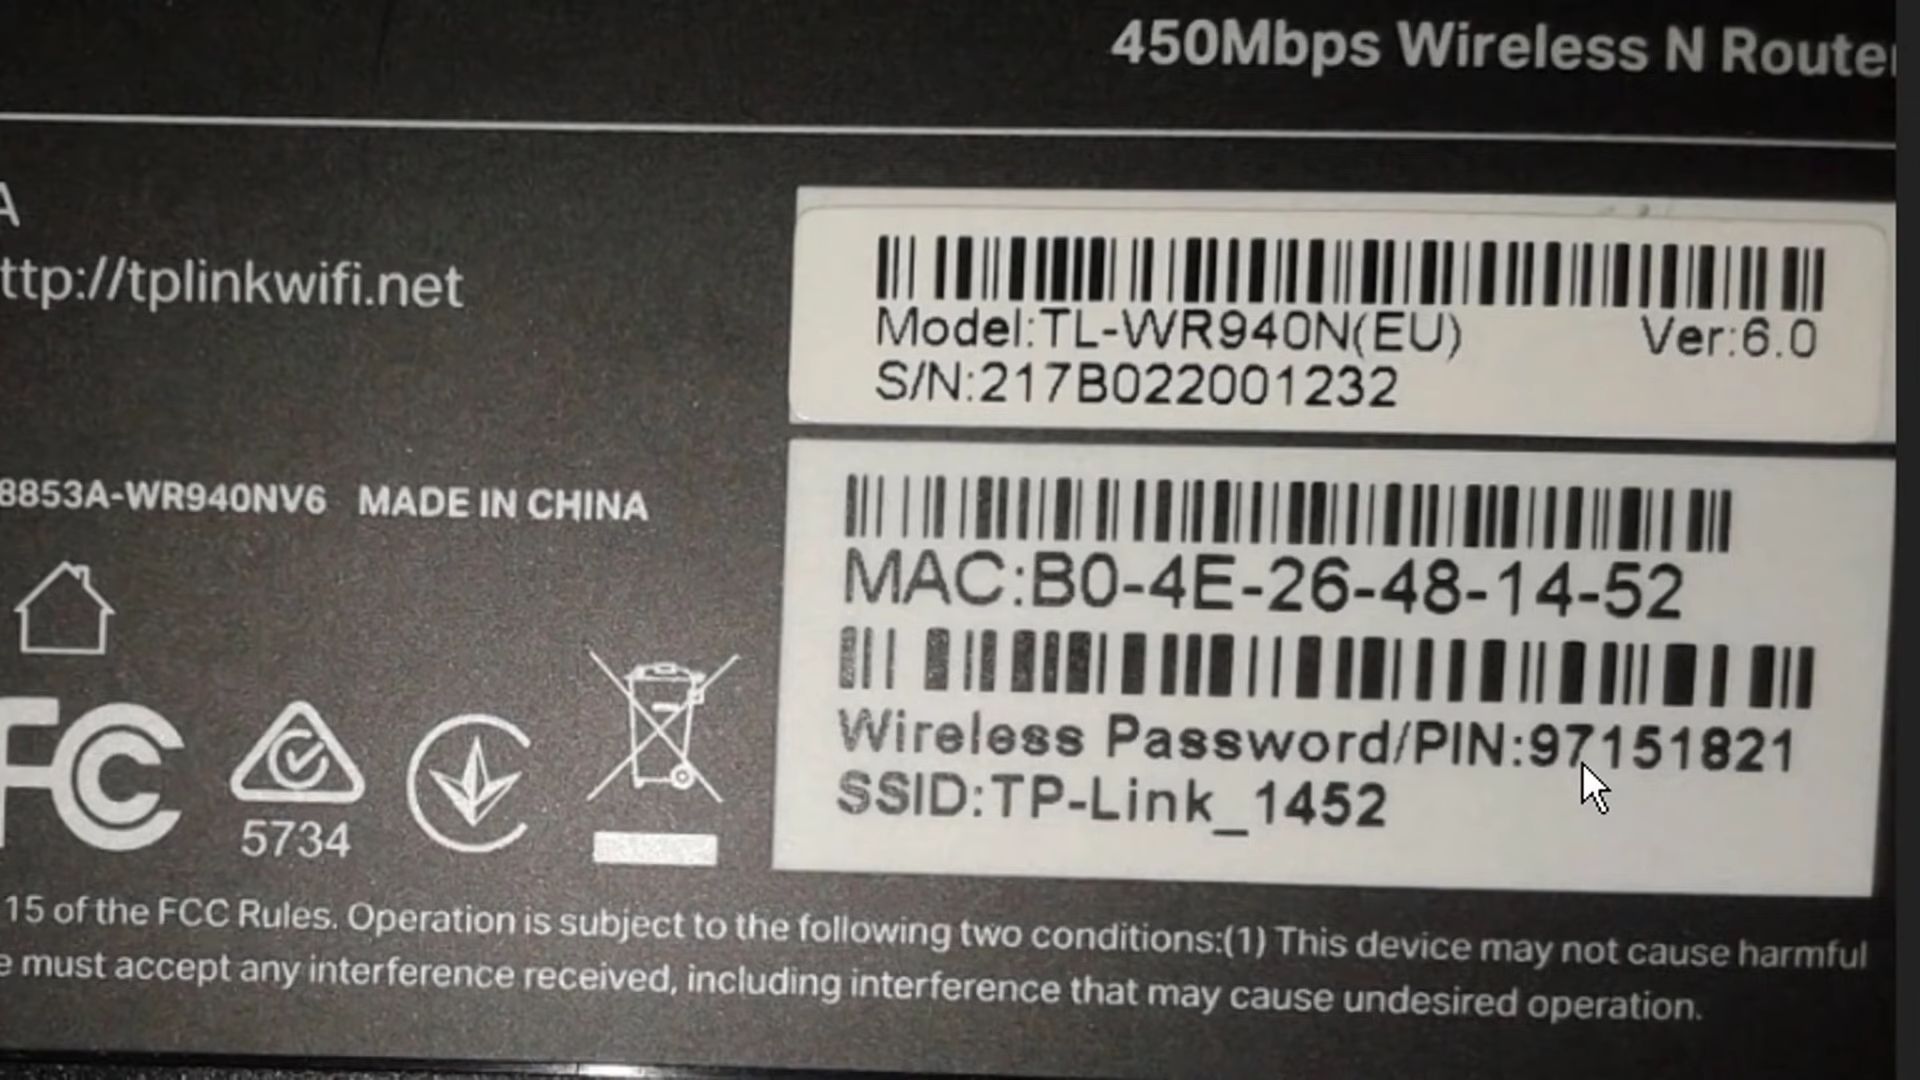 450Mbps Wireless N Route
A
ttp://tplinkwifi.net
Model:TL-WR940N(EU) Ver:6.0
S/N:217B022001232
8853A-WR940NV6 MADE IN CHINA
MAC:B0-4E-26-48-14-52
Wireless Password/PIN:97151821
SSID:TP-Link_1452
FC
5734
15 of the FCC Rules. Operation is subject to the following two conditions:(1) This device may not cause harmful
e must accept any interference received, including interference that may cause undesired operation.